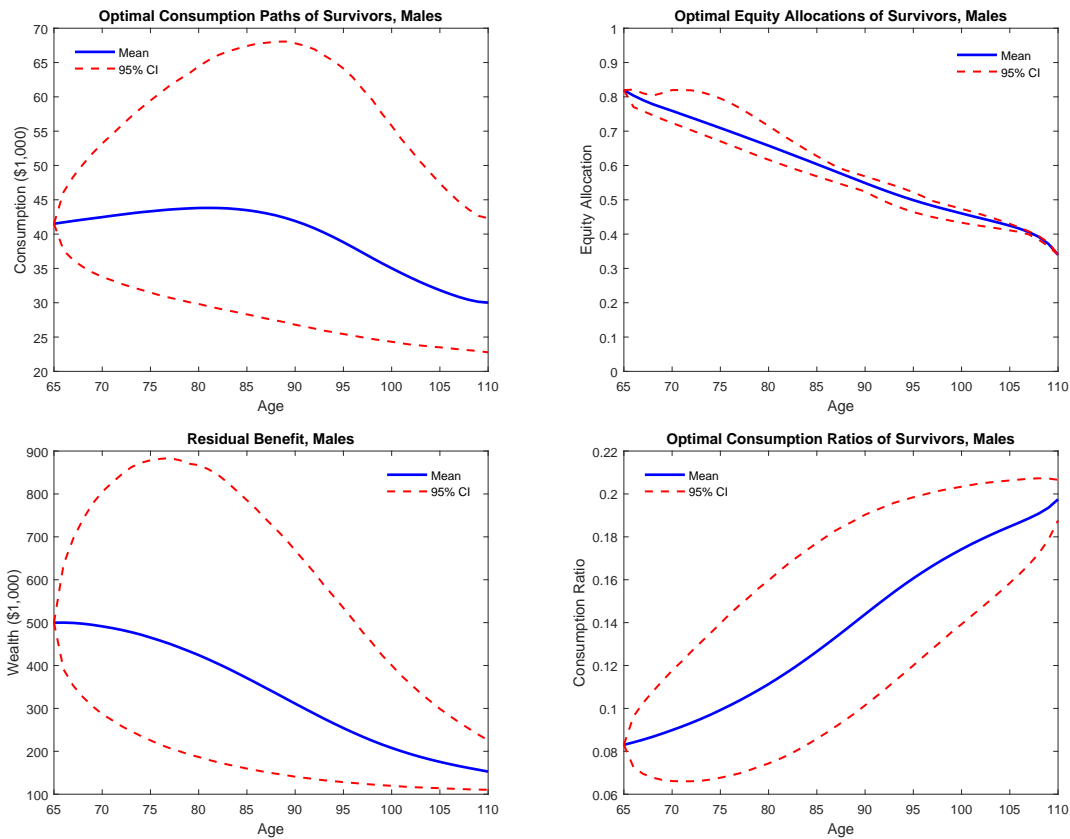 Optimal Consumption Paths of Survivors, Males
70
65
60
55
50
45
40
35
30
25
20
Consumption ($1,000)
Mean
95% CI
65 70 75 80 85 90 95 100 105 110
Age
Optimal Equity Allocations of Survivors, Males
1
0.9
0.8
0.7
0.6
0.5
0.4
0.3
0.2
0.1
0
Equity Allocation
Mean
95% CI
65 70 75 80 85 90 95 100 105 110
Age
Residual Benefit, Males
900
800
700
600
500
400
300
200
100
Wealth ($1,000)
Mean
95% CI
65 70 75 80 85 90 95 100 105 110
Age
Optimal Consumption Ratios of Survivors, Males
0.22
0.2
0.18
0.16
0.14
0.12
0.1
0.08
0.06
Consumption Ratio
Mean
95% CI
65 70 75 80 85 90 95 100 105 110
Age